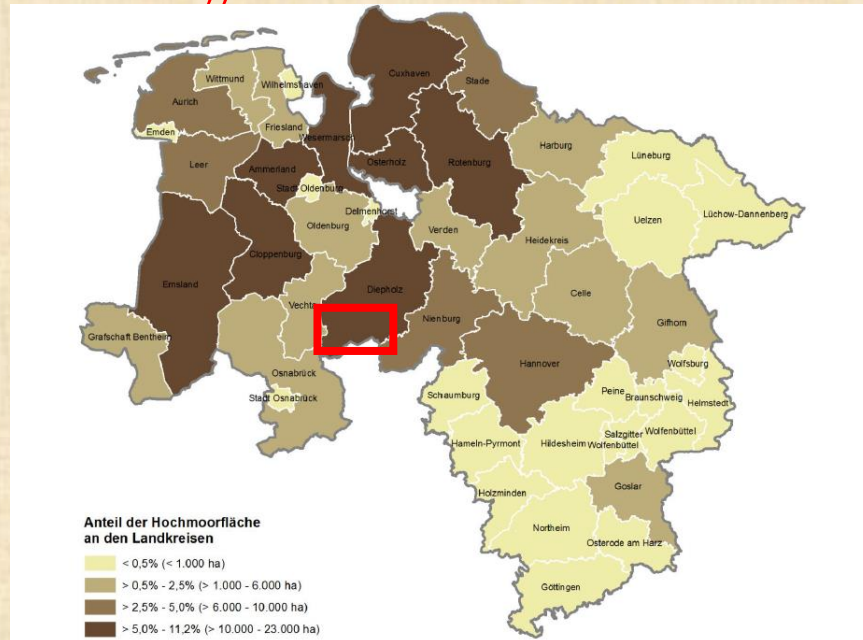 Cuxhaven
Stade
Wittmund
Wilhelmshaven
Aurich
Emden
Friesland
Wesermarsch
Leer
Ammerland
Osterholz
Rotenburg
Harburg
Lüneburg
Stadt Oldenburg
Delmenhorst
Oldenburg
Verden
Heidekreis
Uelzen
Lüchow-Dannenberg
Cloppenburg
Emsland
Diepholz
Vechta
Nienburg
Celle
Gifhorn
Grafschaft Bentheim
Osnabrück
Stadt Osnabrück
Hannover
Wolfsburg
Schaumburg
Peine
Braunschweig
Helmstedt
Hameln-Pyrmont
Hildesheim
Salzgitter
Wolfenbüttel
Wolfenbüttel
Holzminden
Goslar
Northeim
Osterode am Harz
Göttingen
Anteil der Hochmoorfläche
an den Landkreisen
< 0,5% (< 1.000 ha)
> 0,5% - 2,5% (> 1.000 - 6.000 ha)
> 2,5% - 5,0% (> 6.000 - 10.000 ha)
> 5,0% - 11,2% (> 10.000 - 23.000 ha)